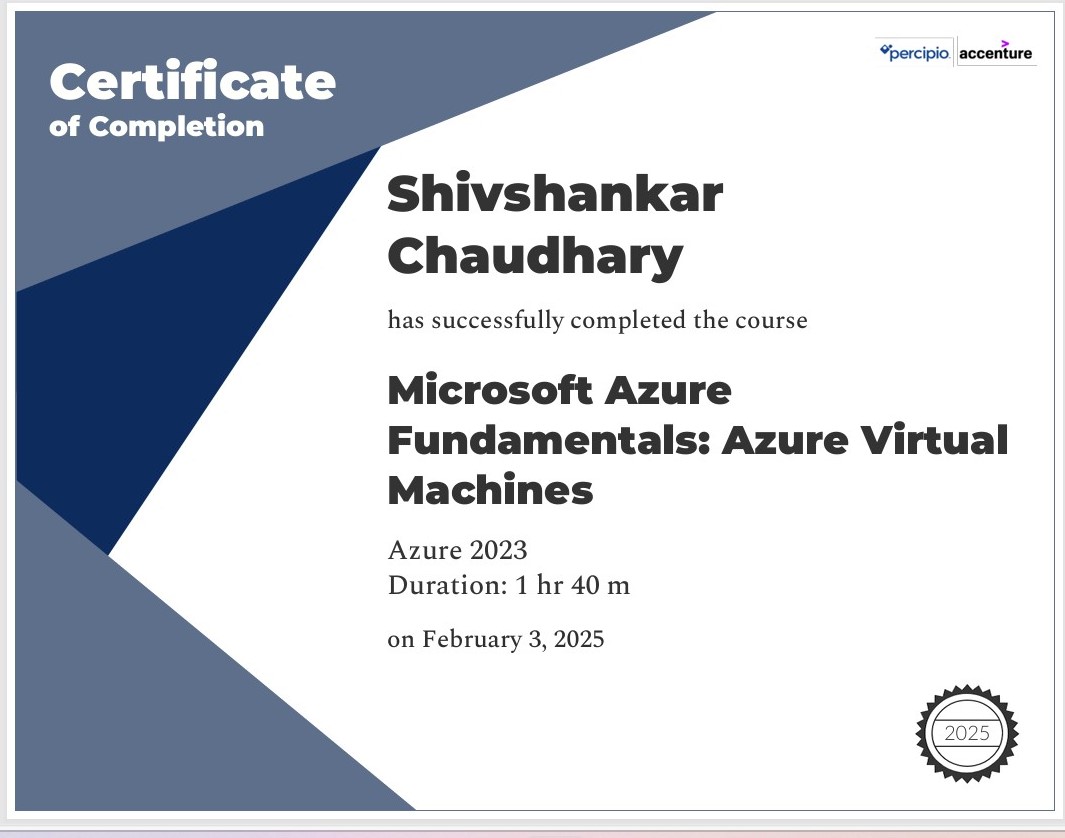 Certificate
of Completion
percipio.
accenture
Shivshankar
Chaudhary
has successfully completed the course
Microsoft Azure
Fundamentals: Azure Virtual
Machines
Azure 2023
Duration: 1 hr 40 m
on February 3, 2025
2025